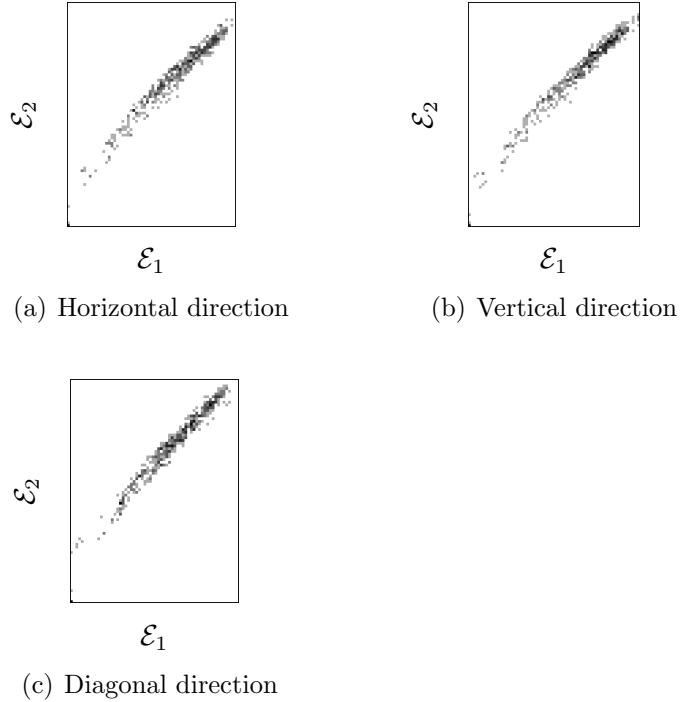 ℰ2
ℰ1
(a) Horizontal direction
ℰ2
ℰ1
(b) Vertical direction
ℰ2
ℰ1
(c) Diagonal direction